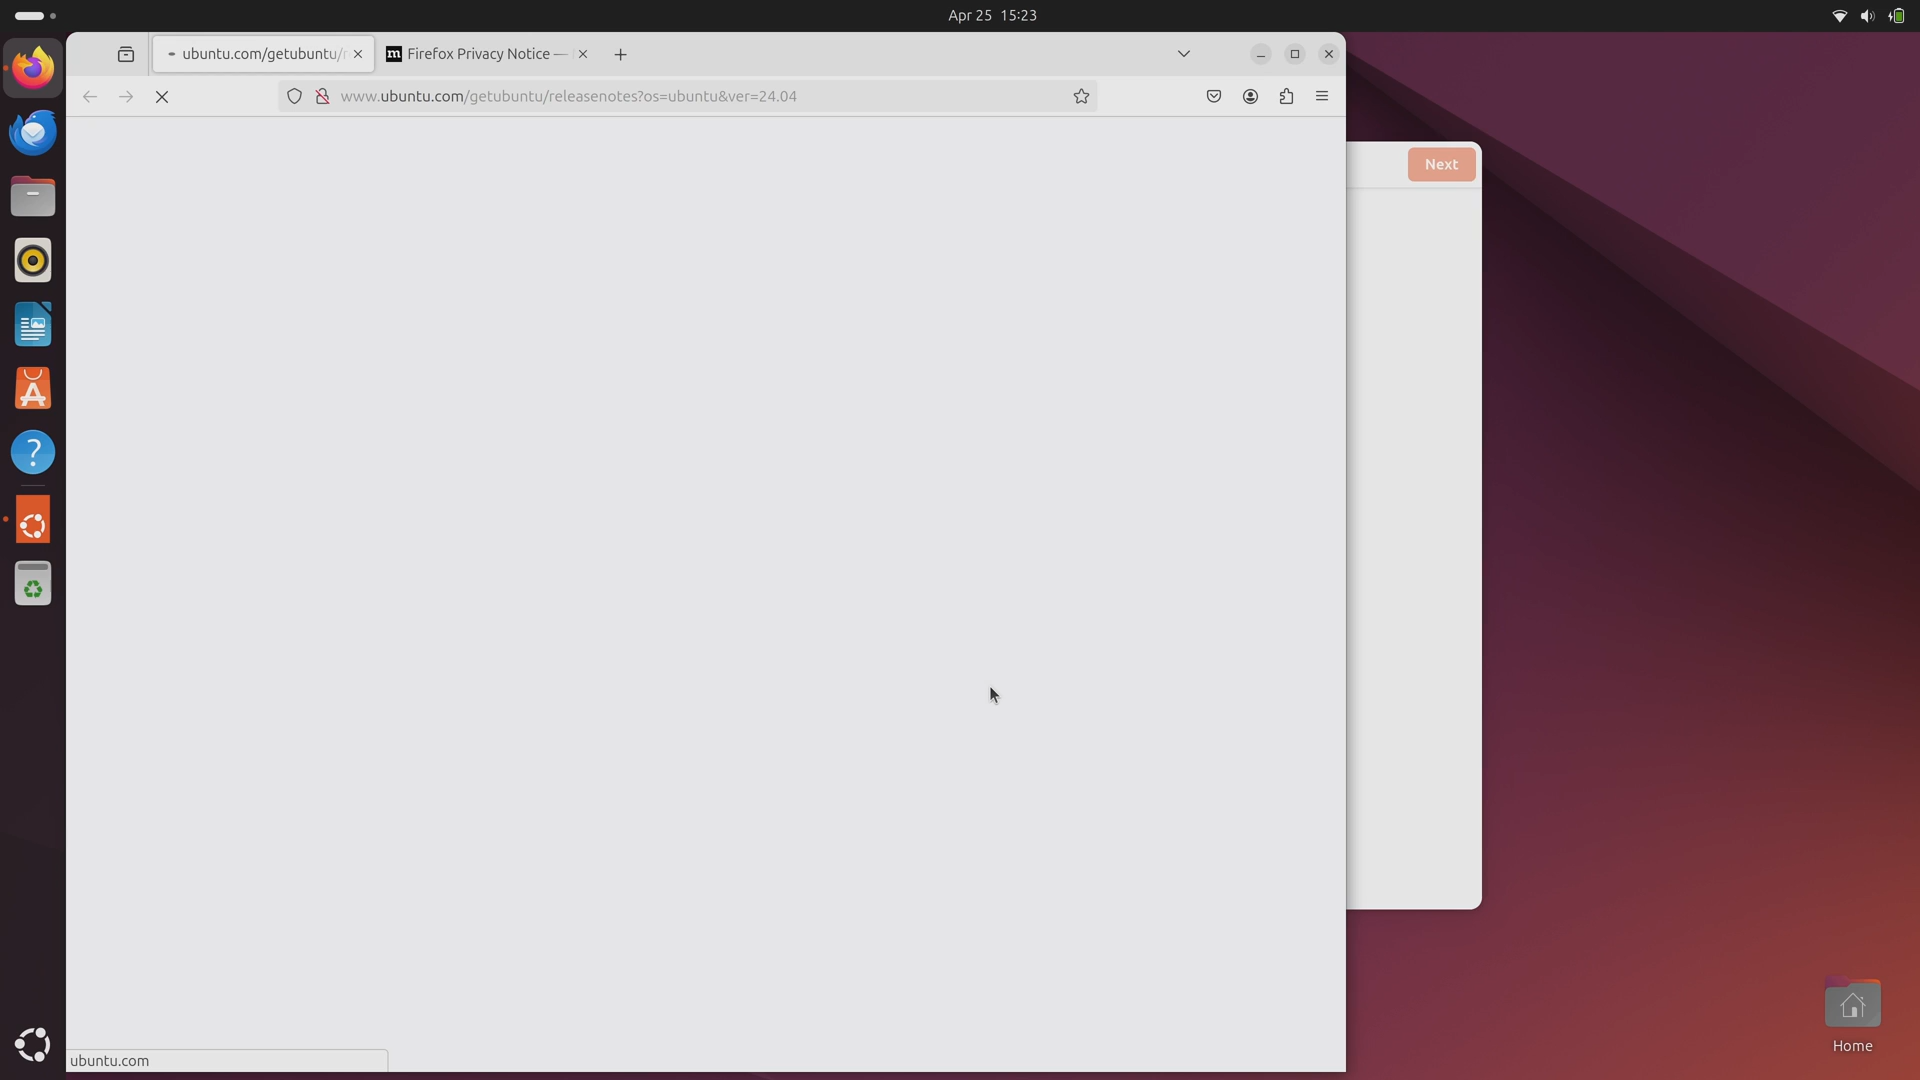 Apr 25 15:23
ubuntu.com/getubuntu/r
Firefox Privacy Notice —
www.ubuntu.com/getubuntu/releasenotes?os=ubuntu&ver=24.04
Next
Home
ubuntu.com